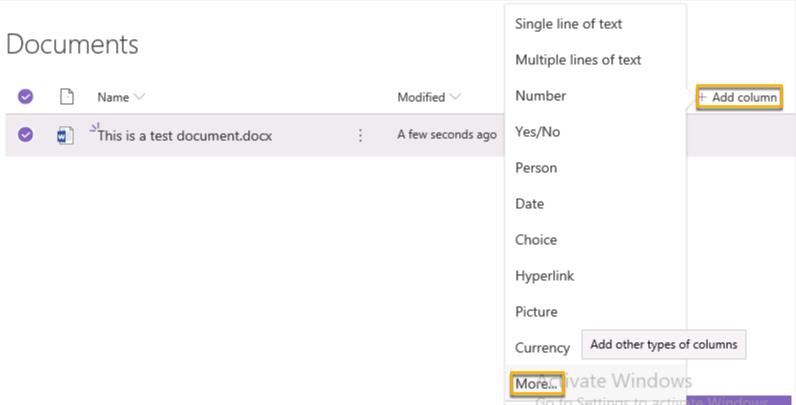 Documents
Name
Modified
+ Add column
This is a test document.docx
A few seconds ago
Single line of text
Multiple lines of text
Number
Yes/No
Person
Date
Choice
Hyperlink
Picture
Currency
Add other types of columns
More...
Activate Windows
Go to Settings to activate Windows.